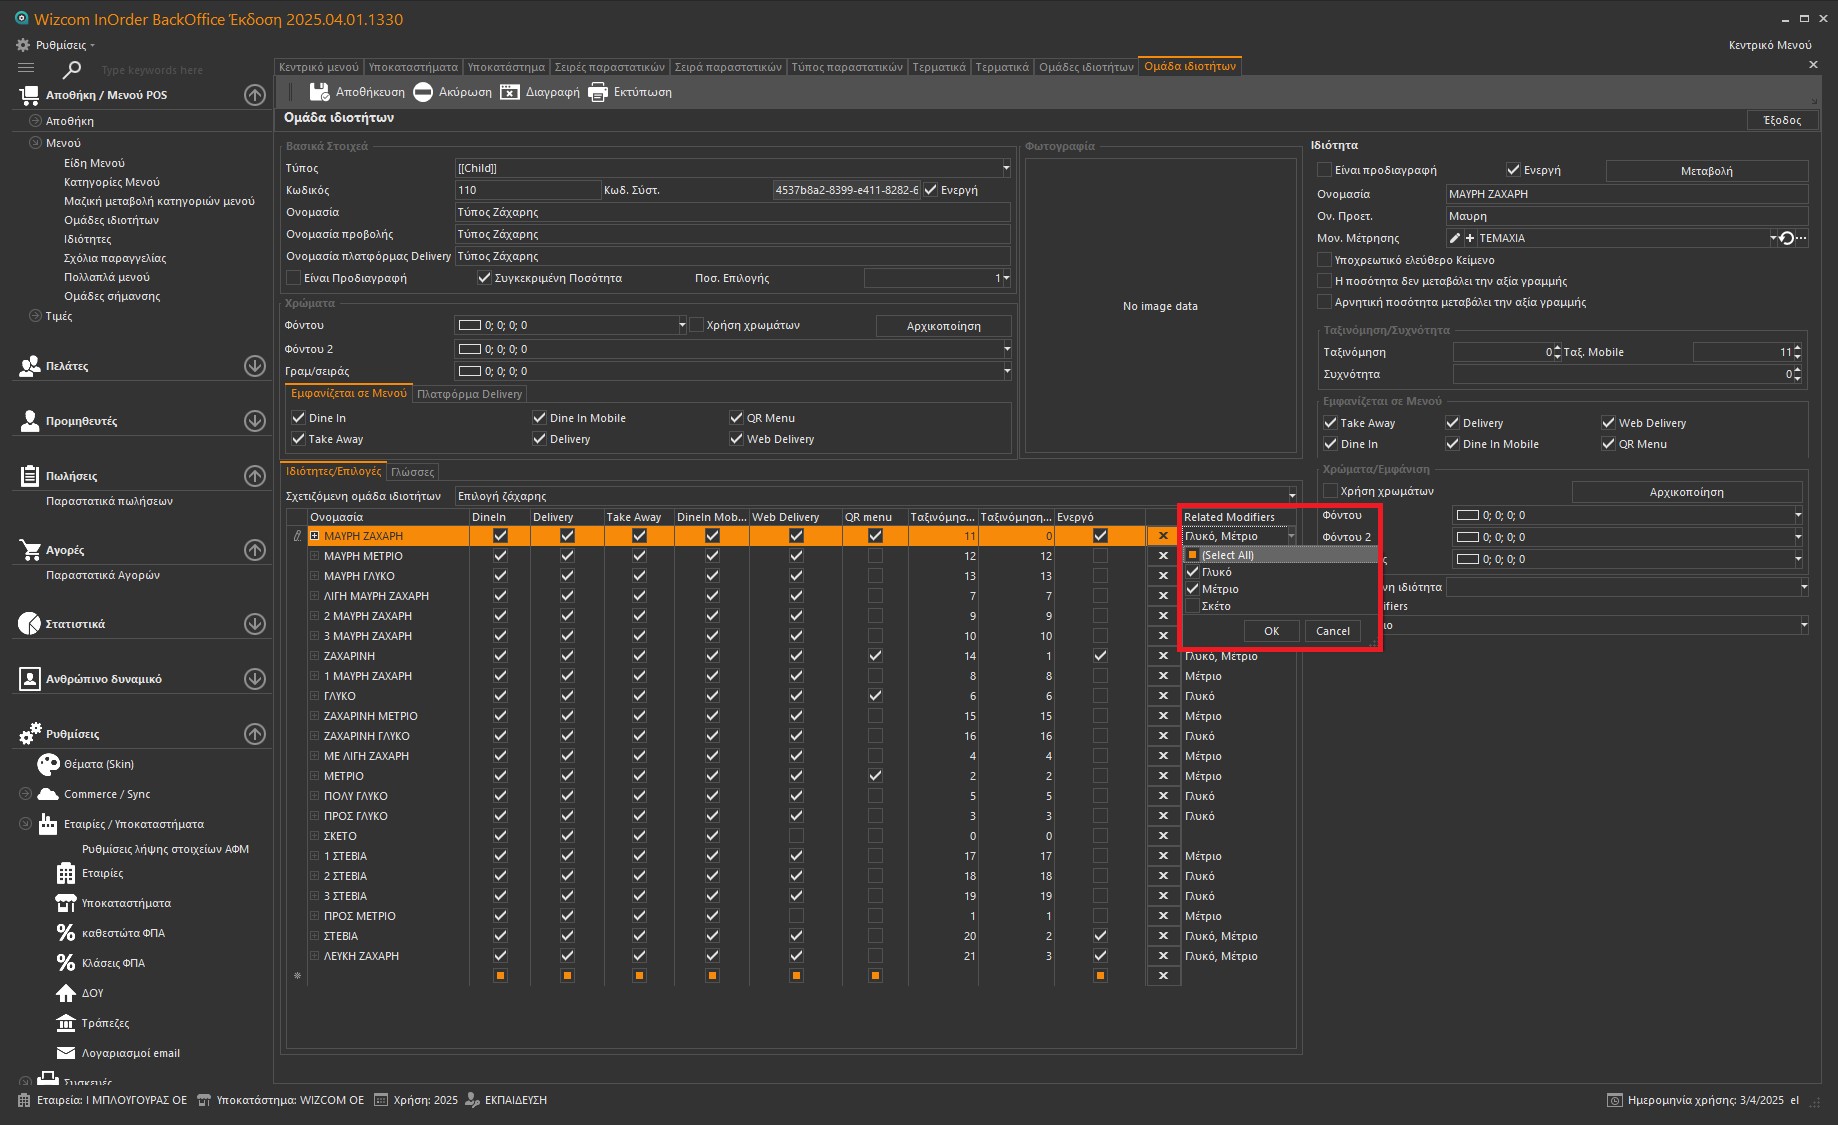 Wizcom InOrder BackOffice Έκδοση 2025.04.01.1330
Ρυθμίσεις
Κεντρικό Μενού
Type keywords here
Κεντρικό μενού Υποκαταστήματα Υποκατάστημα Σειρές παραστατικών Σειρά παραστατικών Τύπος παραστατικών Τερματικά Τερματικά Ομάδες ιδιοτήτων Ομάδα ιδιοτήτων
Αποθήκευση Ακύρωση Διαγραφή Εκτύπωση
Ομάδα ιδιοτήτων
Έξοδος
Αποθήκη / Μενού POS
Αποθήκη
Μενού
Είδη Μενού
Κατηγορίες Μενού
Μαζική μεταβολή κατηγοριών μενού
Ομάδες ιδιοτήτων
Ιδιότητες
Σχόλια παραγγελίας
Πολλαπλά μενού
Ομάδες σήμανσης
Τιμές
Πελάτες
Προμηθευτές
Πωλήσεις
Παραστατικά πωλήσεων
Αγορές
Παραστατικά Αγορών
Στατιστικά
Ανθρώπινο δυναμικό
Ρυθμίσεις
Θέματα (Skin)
Commerce / Sync
Εταιρίες / Υποκαταστήματα
Ρυθμίσεις λήψης στοιχείων ΑΦΜ
Εταιρίες
Υποκαταστήματα
καθεστώτα ΦΠΑ
Κλάσεις ΦΠΑ
ΔΟΥ
Τράπεζες
Λογαριασμοί email
Συσκευές
Βασικά Στοιχεά
Τύπος [[Child]]
Κωδικός 110 Κωδ. Σύστ. 4537b8a2-8399-e411-8282-6 Ενεργή
Ονομασία Τύπος Ζάχαρης
Ονομασία προβολής Τύπος Ζάχαρης
Ονομασία πλατφόρμας Delivery Τύπος Ζάχαρης
Είναι Προδιαγραφή Συγκεκριμένη Ποσότητα Ποσ. Επιλογής 1
Χρώματα
Φόντου 0; 0; 0; 0 Χρήση χρωμάτων Αρχικοποίηση
Φόντου 2 0; 0; 0; 0
Γραμ/σειράς 0; 0; 0; 0
Εμφανίζεται σε Μενού Πλατφόρμα Delivery
Dine In Dine In Mobile QR Menu
Take Away Delivery Web Delivery
Φωτογραφία
No image data
Ιδιότητες/Επιλογές Γλώσσες
Σχετιζόμενη ομάδα ιδιοτήτων Επιλογή ζάχαρης
Ονομασία DineIn Delivery Take Away DineIn Mob... Web Delivery QR menu Ταξινόμησ... Ταξινόμηση... Ενεργό Related Modifiers
ΜΑΥΡΗ ΖΑΧΑΡΗ 11 0 Γλυκό, Μέτριο
ΜΑΥΡΗ ΜΕΤΡΙΟ 12 12
ΜΑΥΡΗ ΓΛΥΚΟ 13 13
ΛΙΓΗ ΜΑΥΡΗ ΖΑΧΑΡΗ 7 7
2 ΜΑΥΡΗ ΖΑΧΑΡΗ 9 9
3 ΜΑΥΡΗ ΖΑΧΑΡΗ 10 10
ΖΑΧΑΡΙΝΗ 14 1 Γλυκό, Μέτριο
1 ΜΑΥΡΗ ΖΑΧΑΡΗ 8 8 Μέτριο
ΓΛΥΚΟ 6 6 Γλυκό
ΖΑΧΑΡΙΝΗ ΜΕΤΡΙΟ 15 15 Μέτριο
ΖΑΧΑΡΙΝΗ ΓΛΥΚΟ 16 16 Γλυκό
ΜΕ ΛΙΓΗ ΖΑΧΑΡΗ 4 4 Μέτριο
ΜΕΤΡΙΟ 2 2 Μέτριο
ΠΟΛΥ ΓΛΥΚΟ 5 5 Γλυκό
ΠΡΟΣ ΓΛΥΚΟ 3 3 Γλυκό
ΣΚΕΤΟ 0 0
1 ΣΤΕΒΙΑ 17 17 Μέτριο
2 ΣΤΕΒΙΑ 18 18 Γλυκό
3 ΣΤΕΒΙΑ 19 19 Γλυκό
ΠΡΟΣ ΜΕΤΡΙΟ 1 1 Μέτριο
ΣΤΕΒΙΑ 20 2 Γλυκό, Μέτριο
ΛΕΥΚΗ ΖΑΧΑΡΗ 21 3 Γλυκό, Μέτριο
(Select All)
Γλυκό
Μέτριο
Σκέτο
OK Cancel
Ιδιότητα
Είναι προδιαγραφή Ενεργή Μεταβολή
Ονομασία ΜΑΥΡΗ ΖΑΧΑΡΗ
Ον. Προετ. Μαυρη
Μον. Μέτρησης ΤΕΜΑΧΙΑ
Υποχρεωτικό ελεύθερο Κείμενο
Η ποσότητα δεν μεταβάλει την αξία γραμμής
Αρνητική ποσότητα μεταβάλει την αξία γραμμής
Ταξινόμηση/Συχνότητα
Ταξινόμηση 0 Ταξ. Mobile 11
Συχνότητα 0
Εμφανίζεται σε Μενού
Take Away Delivery Web Delivery
Dine In Dine In Mobile QR Menu
Χρώματα/Εμφάνιση
Χρήση χρωμάτων Αρχικοποίηση
Φόντου 0; 0; 0; 0
Φόντου 2 0; 0; 0; 0
ς 0; 0; 0; 0
νη ιδιότητα
ifiers
ιο
Εταιρεία: Ι ΜΠΛΟΥΓΟΥΡΑΣ ΟΕ Υποκατάστημα: WIZCOM ΟΕ Χρήση: 2025 ΕΚΠΑΙΔΕΥΣΗ
Ημερομηνία χρήσης: 3/4/2025 el